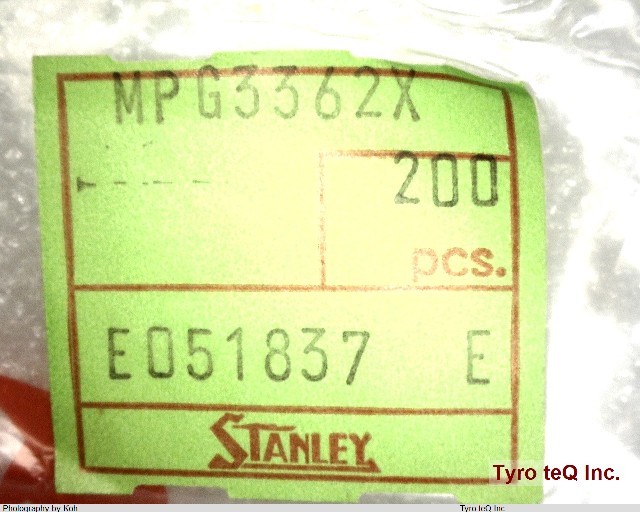 MPG3362X
200
pcs.
E051837 E
STANLEY
Tyro teQ Inc.
Photography by Koh Tyro teQ Inc